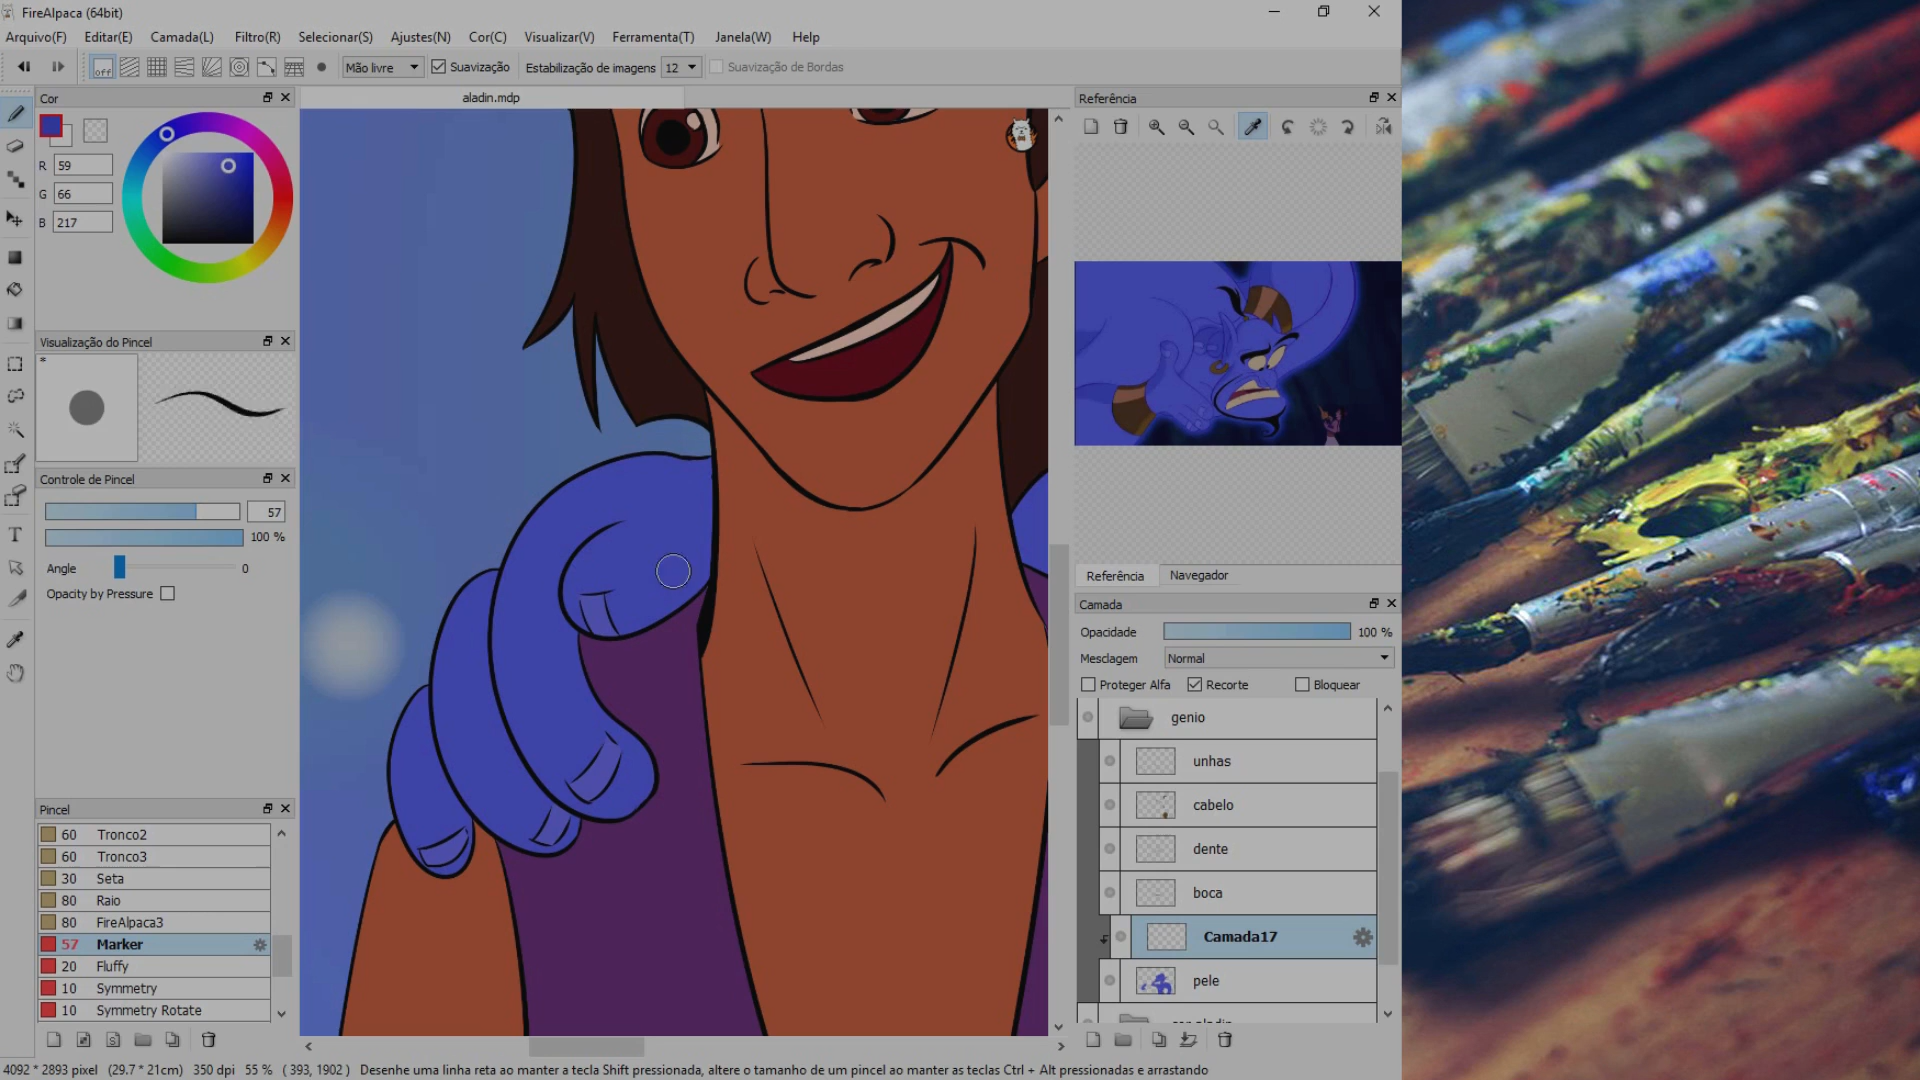 FireAlpaca (64bit)
Arquivo(F) Editar(E) Camada(L) Filtro(R) Selecionar(S) Ajustes(N) Cor(C) Visualizar(V) Ferramenta(T) Janela(W) Help
off Mão livre Suavização Estabilização de imagens 12 Suavização de Bordas
Cor
aladin.mdp
Referência
R 59
G 66
B 217
Visualização do Pincel
*
Controle de Pincel
57
100 %
Angle 0
Opacity by Pressure
Referência Navegador
Camada
Opacidade 100 %
Mesclagem Normal
Proteger Alfa Recorte Bloquear
genio
unhas
cabelo
dente
boca
Camada17
pele
Pincel
60 Tronco2
60 Tronco3
30 Seta
80 Raio
80 FireAlpaca3
57 Marker
20 Fluffy
10 Symmetry
10 Symmetry Rotate
T
4092 * 2893 pixel (29.7 * 21cm) 350 dpi 55 % ( 393, 1902 ) Desenhe uma linha reta ao manter a tecla Shift pressionada, altere o tamanho de um pincel ao manter as teclas Ctrl + Alt pressionadas e arrastando